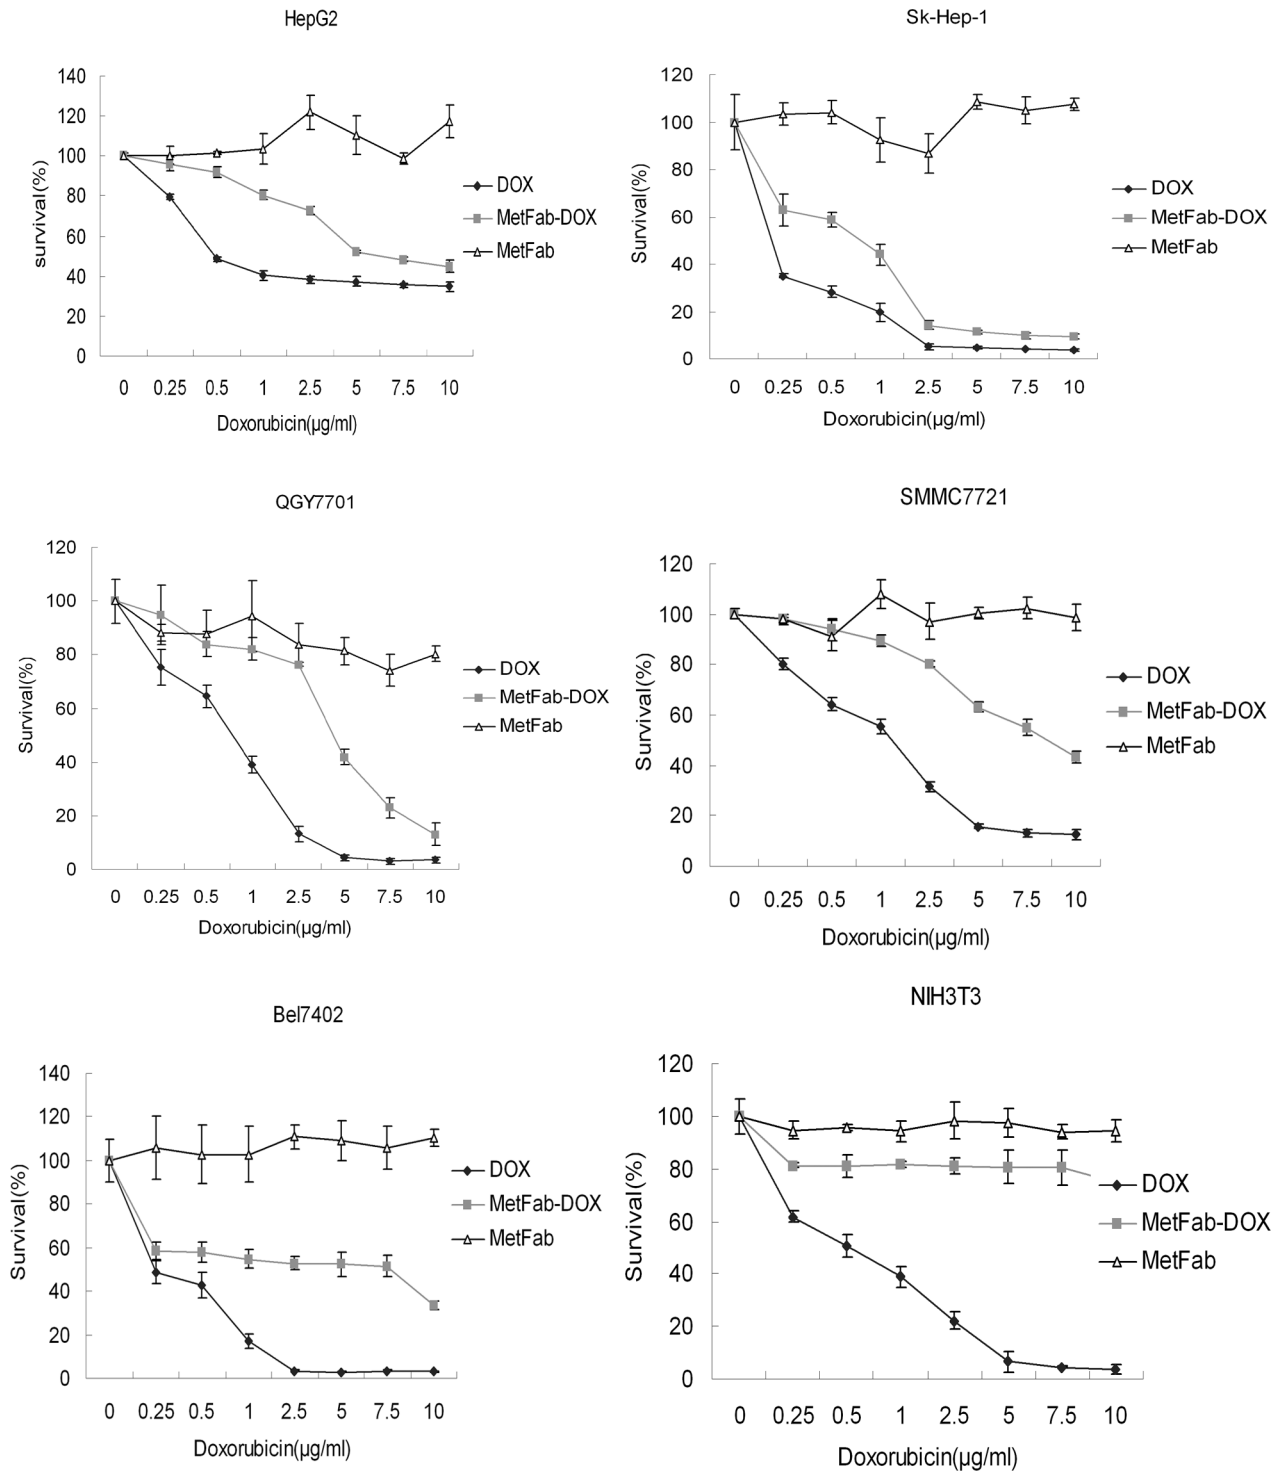 HepG2
140
120
100
80
60
40
20
0
survival(%)
0 0.25 0.5 1 2.5 5 7.5 10
Doxorubicin(µg/ml)
DOX
MetFab-DOX
MetFab
Sk-Hep-1
120
100
80
60
40
20
0
Survival(%)
0 0.25 0.5 1 2.5 5 7.5 10
Doxorubicin(µg/ml)
DOX
MetFab-DOX
MetFab
QGY7701
120
100
80
60
40
20
0
Survival(%)
0 0.25 0.5 1 2.5 5 7.5 10
Doxorubicin(µg/ml)
DOX
MetFab-DOX
MetFab
SMMC7721
120
100
80
60
40
20
0
Survival(%)
0 0.25 0.5 1 2.5 5 7.5 10
Doxorubicin(µg/ml)
DOX
MetFab-DOX
MetFab
Bel7402
140
120
100
80
60
40
20
0
Survival(%)
0 0.25 0.5 1 2.5 5 7.5 10
Doxorubicin(µg/ml)
DOX
MetFab-DOX
MetFab
NIH3T3
120
100
80
60
40
20
0
Survival(%)
0 0.25 0.5 1 2.5 5 7.5 10
Doxorubicin(µg/ml)
DOX
MetFab-DOX
MetFab